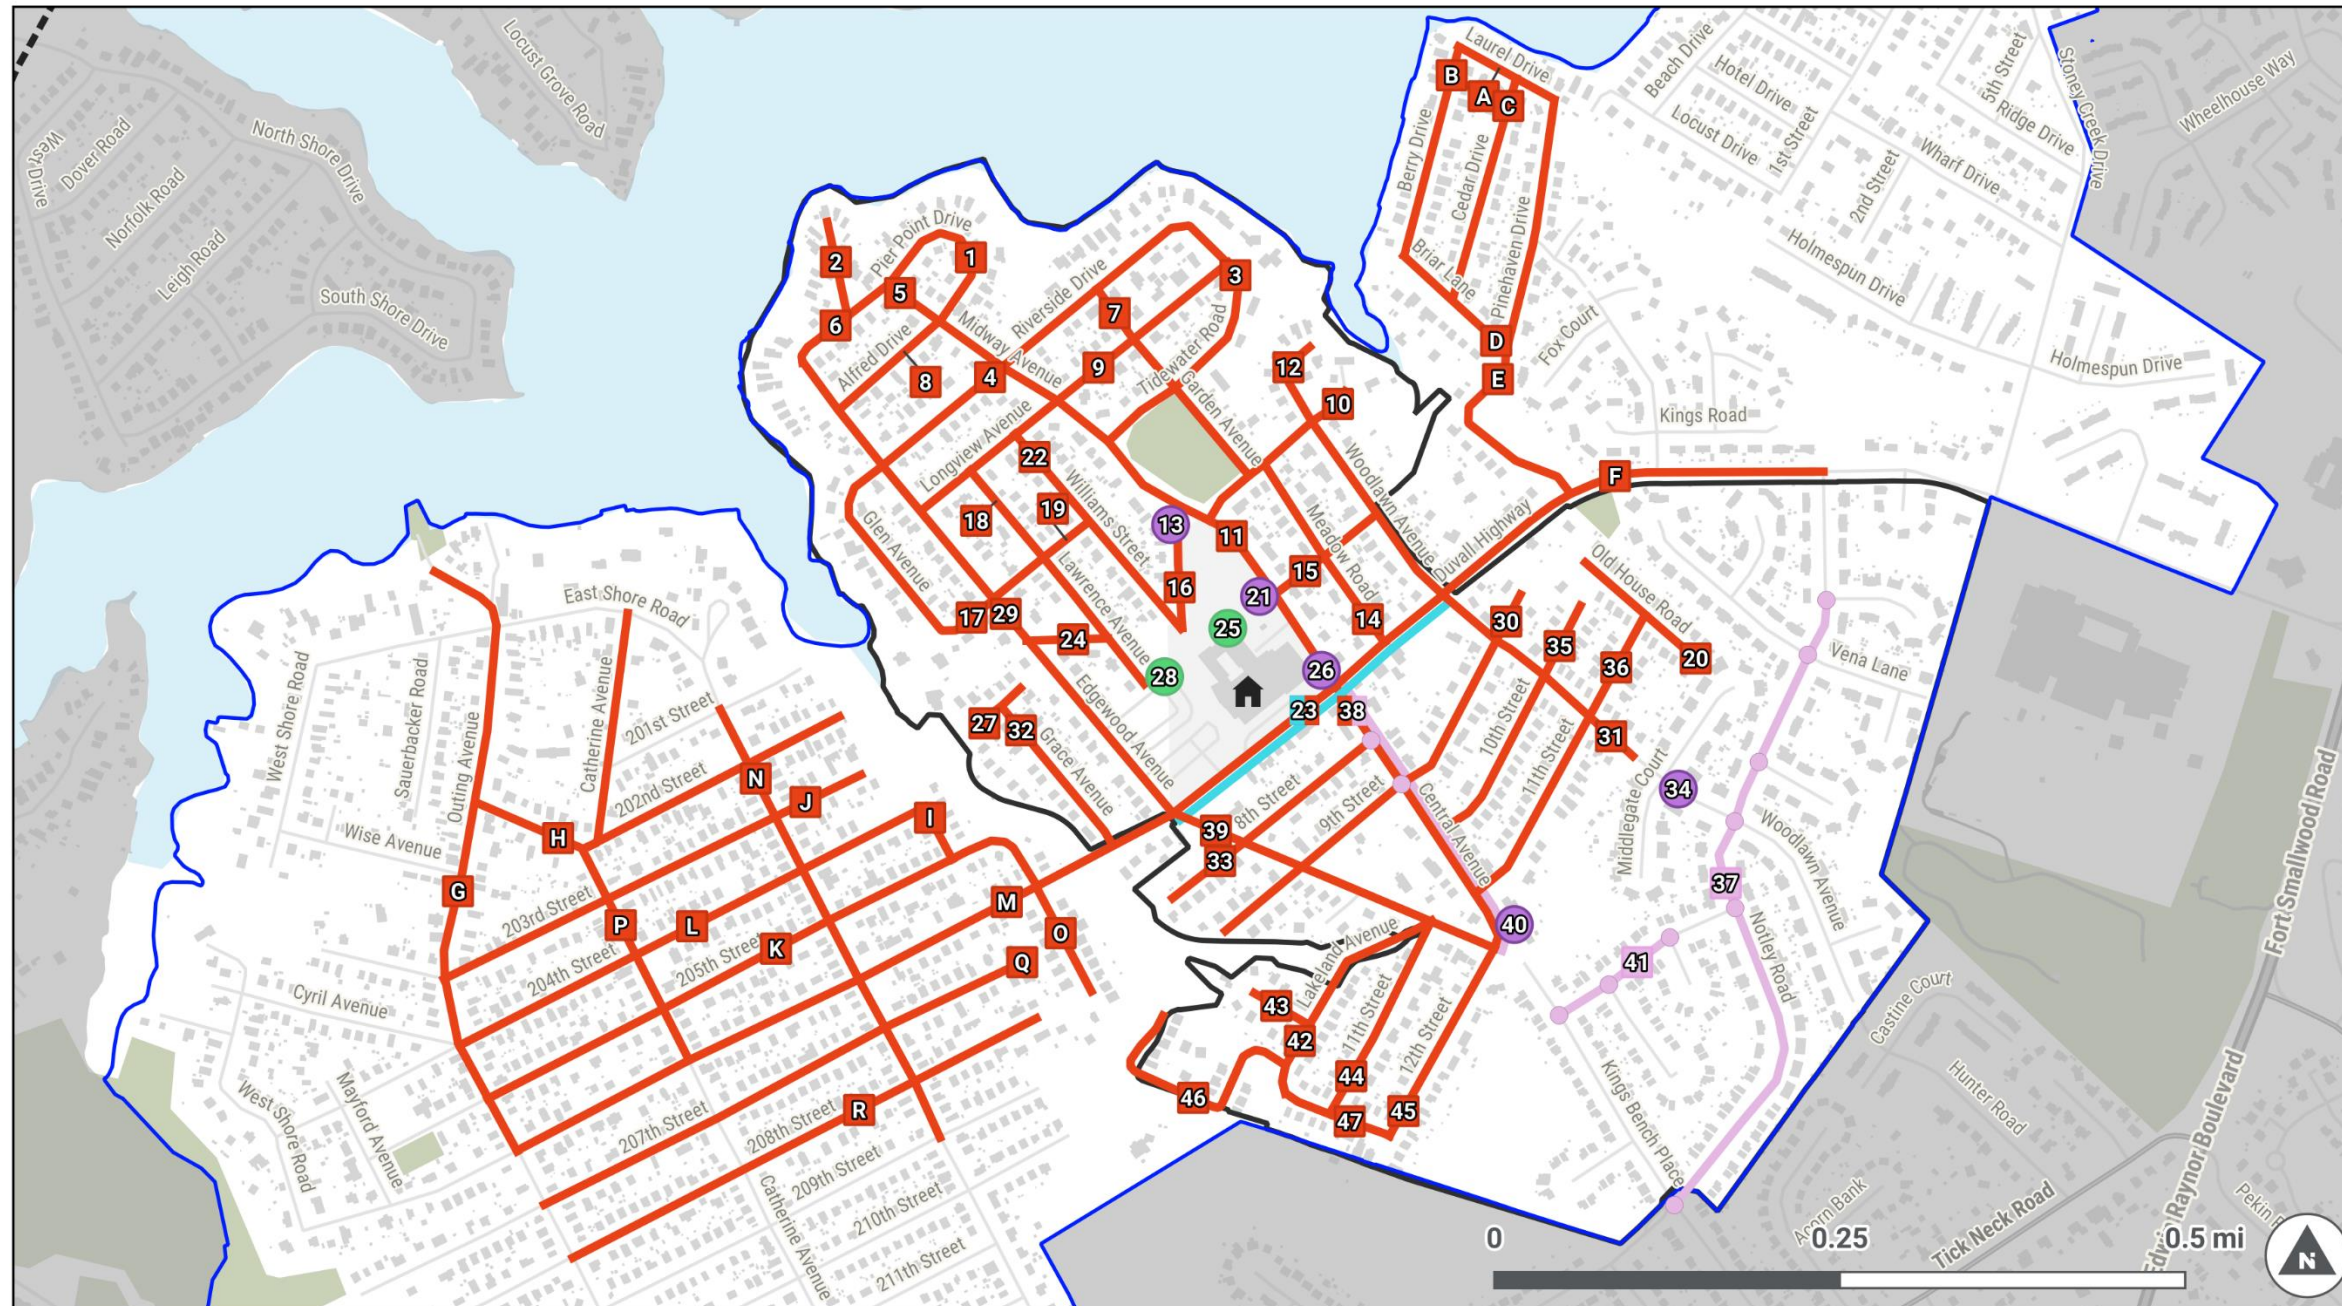 Locust Grove Road
West Drive
Dover Road
Norfolk Road
North Shore Drive
Leigh Road
South Shore Drive
Laurel Drive
B
A
C
Berry Drive
Cedar Drive
Pinehaven Drive
Briar Lane
D
E
F
Fox Court
Kings Road
Beach Drive
Hotel Drive
Locust Drive
1st Street
2nd Street
5th Street
Ridge Drive
Wharf Drive
Stoney Creek Drive
Wheelhouse Way
Holmespun Drive
Holmespun Drive
2
Pier Point Drive
1
5
6
Riverside Drive
3
7
Alfred Drive
Midway Avenue
8
4
9
Tidewater Road
Garden Avenue
12
10
Longview Avenue
22
Williams Street
18
19
13
11
Woodlawn Avenue
Meadow Road
Duvall Highway
Glen Avenue
Lawrence Avenue
16
15
21
14
17
29
24
25
28
26
23
38
Edgewood Avenue
27
32
Grace Avenue
Old House Road
30
35
36
20
10th Street
11th Street
31
Vena Lane
Middlegate Court
34
Woodlawn Avenue
37
Notley Road
41
40
Central Avenue
8th Street
9th Street
39
33
Lakeland Avenue
43
42
11th Street
12th Street
44
45
46
47
Kings Bench Place
Castine Court
Hunter Road
Acorn Bank
Tick Neck Road
Edwin Raynor Boulevard
Fort Smallwood Road
East Shore Road
West Shore Road
Sauerbacker Road
Outing Avenue
Catherine Avenue
201st Street
202nd Street
Wise Avenue
H
G
N
J
I
203rd Street
P
L
K
M
O
Q
204th Street
205th Street
Cyril Avenue
West Shore Road
Mayford Avenue
207th Street
208th Street
R
209th Street
210th Street
211th Street
Catherine Avenue
0
0.25
0.5 mi
N